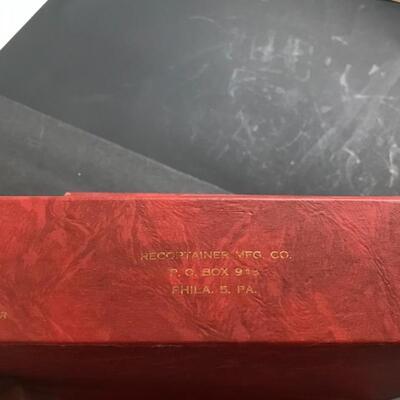 RECORTAINER MFG. CO.
P. O. BOX 915
PHILA. 5, PA.
R